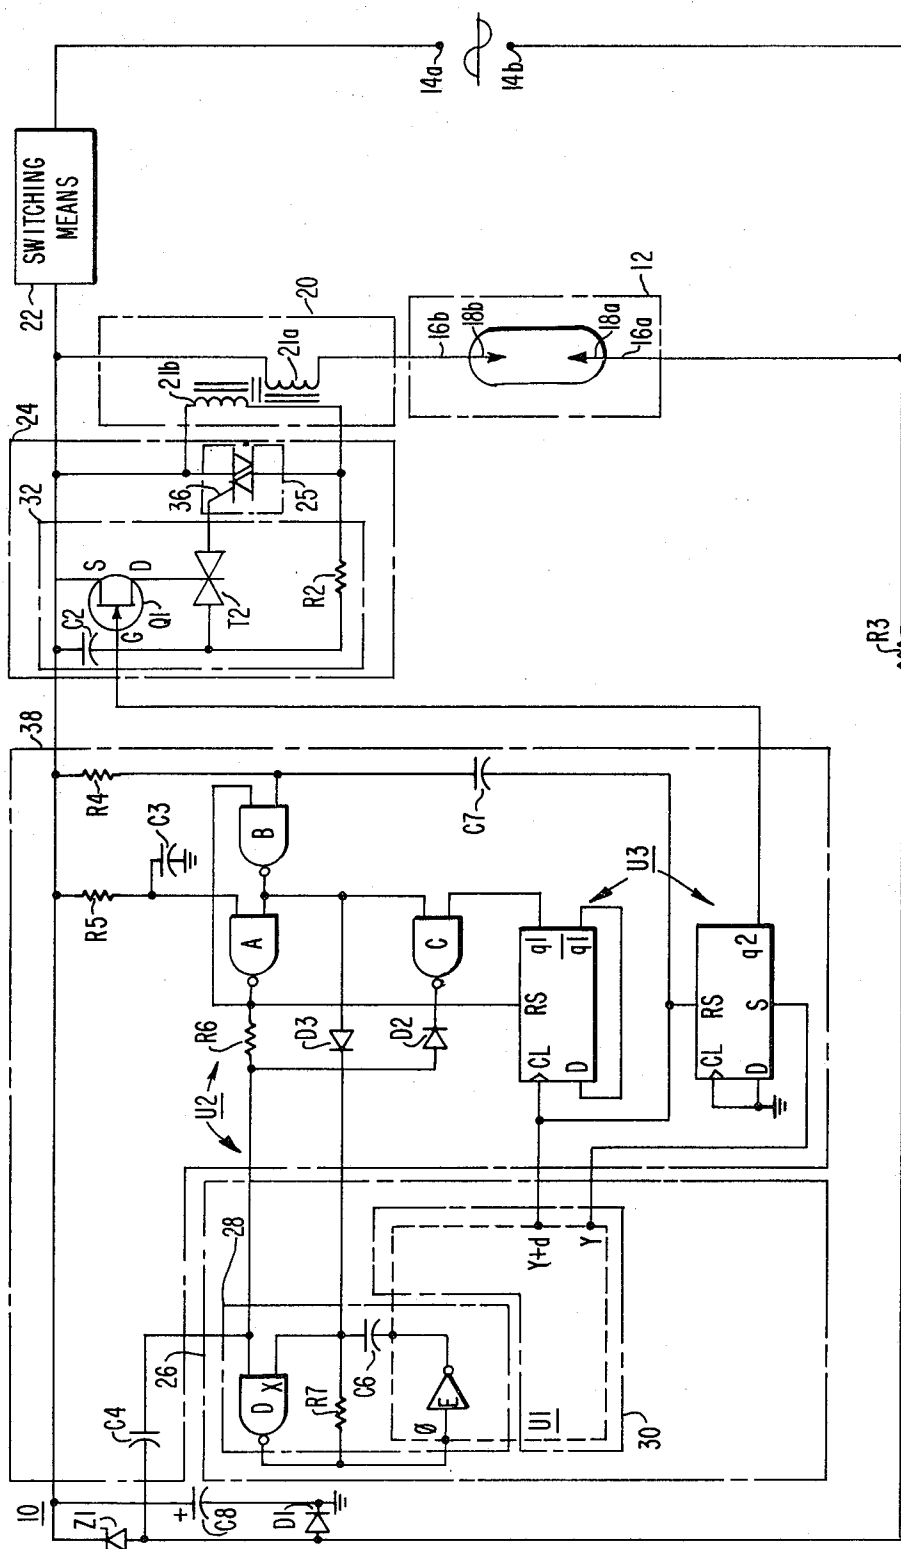 14a
14b
SWITCHING
MEANS
22
20
12
21a
21b
16b
18b
18a
16a
24
32
36
25
S
D
G
Q1
C2
T2
R2
R3
38
R4
C3
R5
B
C7
A
C
U3
q1
q1
RS
CL
D
q2
RS
S
CL
D
R6
D3
D2
U2
28
26
Y+d
Y
D
X
C6
R7
E
Ø
U1
30
C4
10
Z1
+
C8
D1